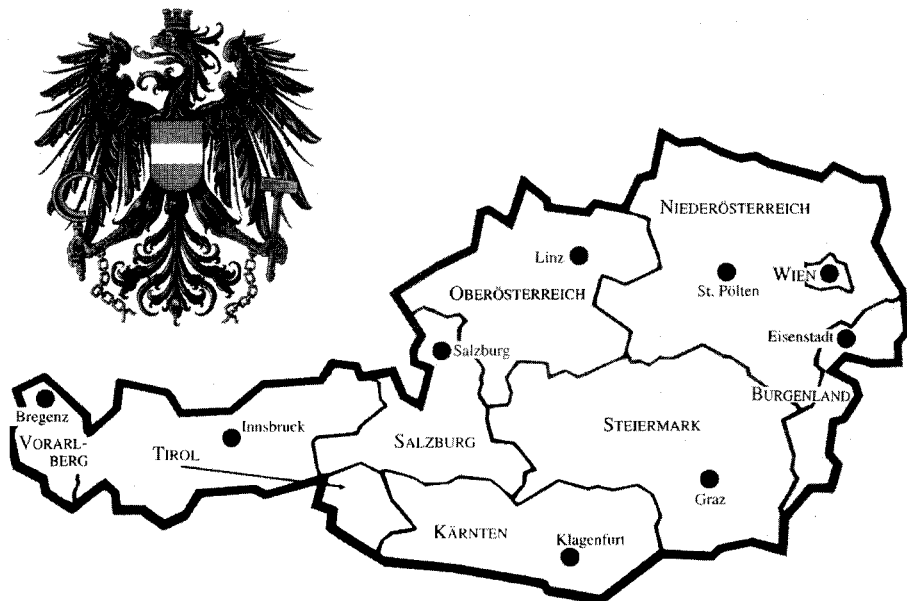 NIEDERÖSTERREICH
Linz
OBERÖSTERREICH
St. Pölten
WIEN
Eisenstadt
Salzburg
BURGENLAND
Bregenz
VORARL-
BERG
Innsbruck
TIROL
SALZBURG
STEIERMARK
Graz
KÄRNTEN
Klagenfurt